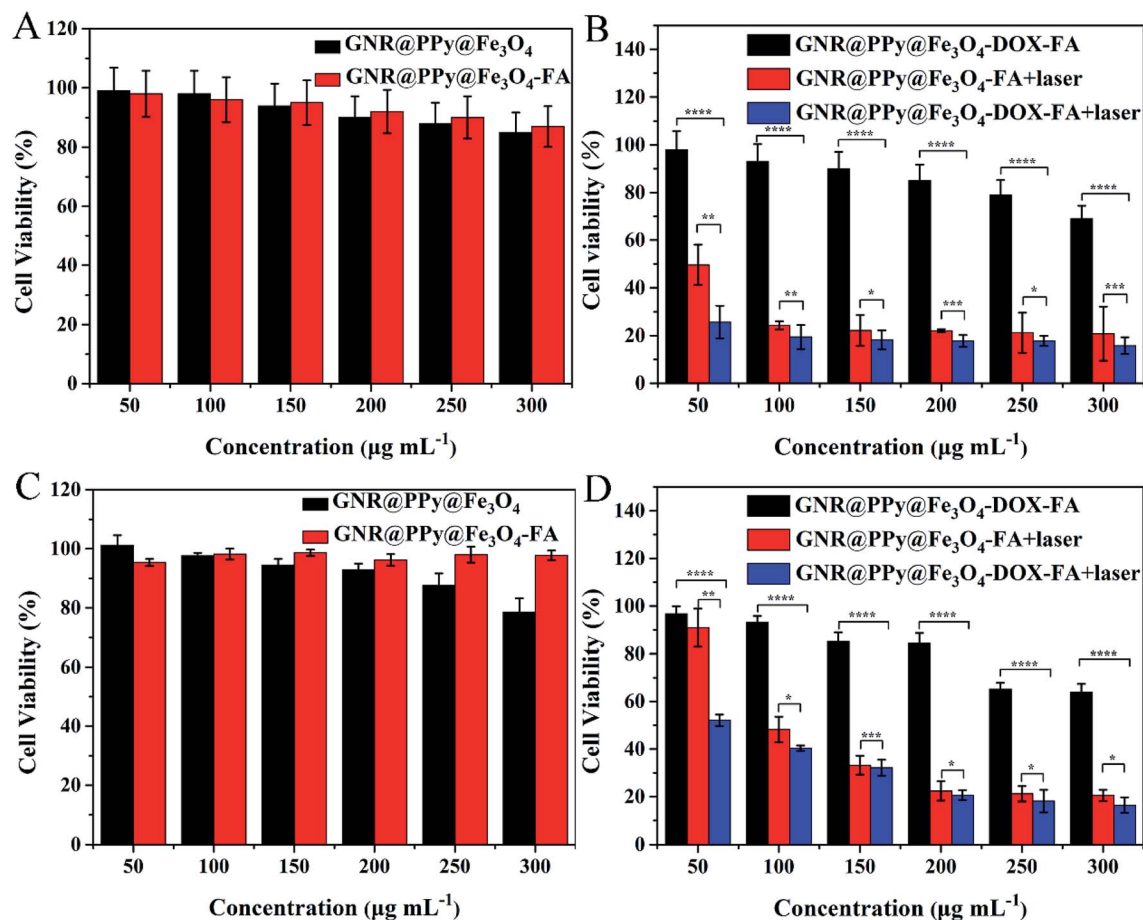 A
GNR@PPy@Fe₃O₄
GNR@PPy@Fe₃O₄-FA
Cell Viability (%)
120
100
80
60
40
20
0
50 100 150 200 250 300
Concentration (μg mL⁻¹)
B
GNR@PPy@Fe₃O₄-DOX-FA
GNR@PPy@Fe₃O₄-FA+laser
GNR@PPy@Fe₃O₄-DOX-FA+laser
Cell viability (%)
140
120
100
80
60
40
20
0
**** **** **** **** **** ****
** ** * *** * ***
50 100 150 200 250 300
Concentration (μg mL⁻¹)
C
GNR@PPy@Fe₃O₄
GNR@PPy@Fe₃O₄-FA
Cell Viability (%)
120
100
80
60
40
20
0
50 100 150 200 250 300
Concentration (μg mL⁻¹)
D
GNR@PPy@Fe₃O₄-DOX-FA
GNR@PPy@Fe₃O₄-FA+laser
GNR@PPy@Fe₃O₄-DOX-FA+laser
Cell Viability (%)
140
120
100
80
60
40
20
0
**** **** **** **** **** ****
** * *** * * *
50 100 150 200 250 300
Concentration (μg mL⁻¹)